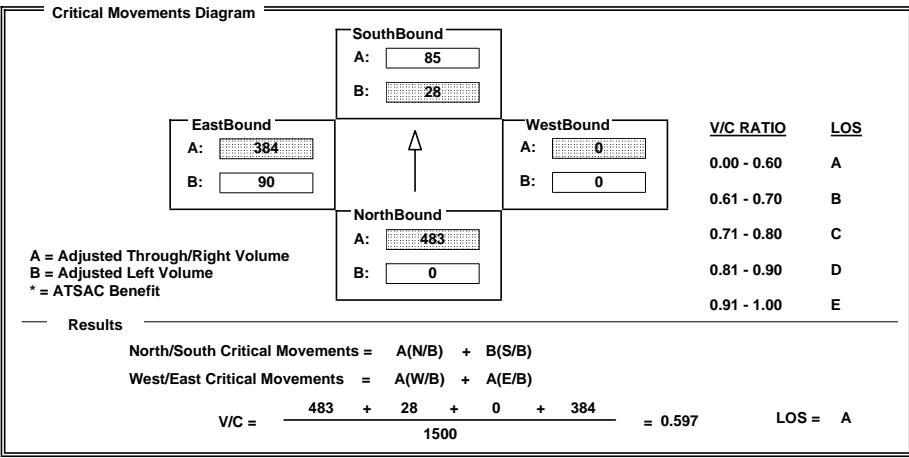 Critical Movements Diagram
SouthBound
A: 85
B: 28
EastBound
A: 384
B: 90
WestBound
A: 0
B: 0
NorthBound
A: 483
B: 0
A = Adjusted Through/Right Volume
B = Adjusted Left Volume
* = ATSAC Benefit
V/C RATIO LOS
0.00 - 0.60 A
0.61 - 0.70 B
0.71 - 0.80 C
0.81 - 0.90 D
0.91 - 1.00 E
Results
North/South Critical Movements = A(N/B) + B(S/B)
West/East Critical Movements = A(W/B) + A(E/B)
V/C = 483 + 28 + 0 + 384 = 0.597 LOS = A
1500